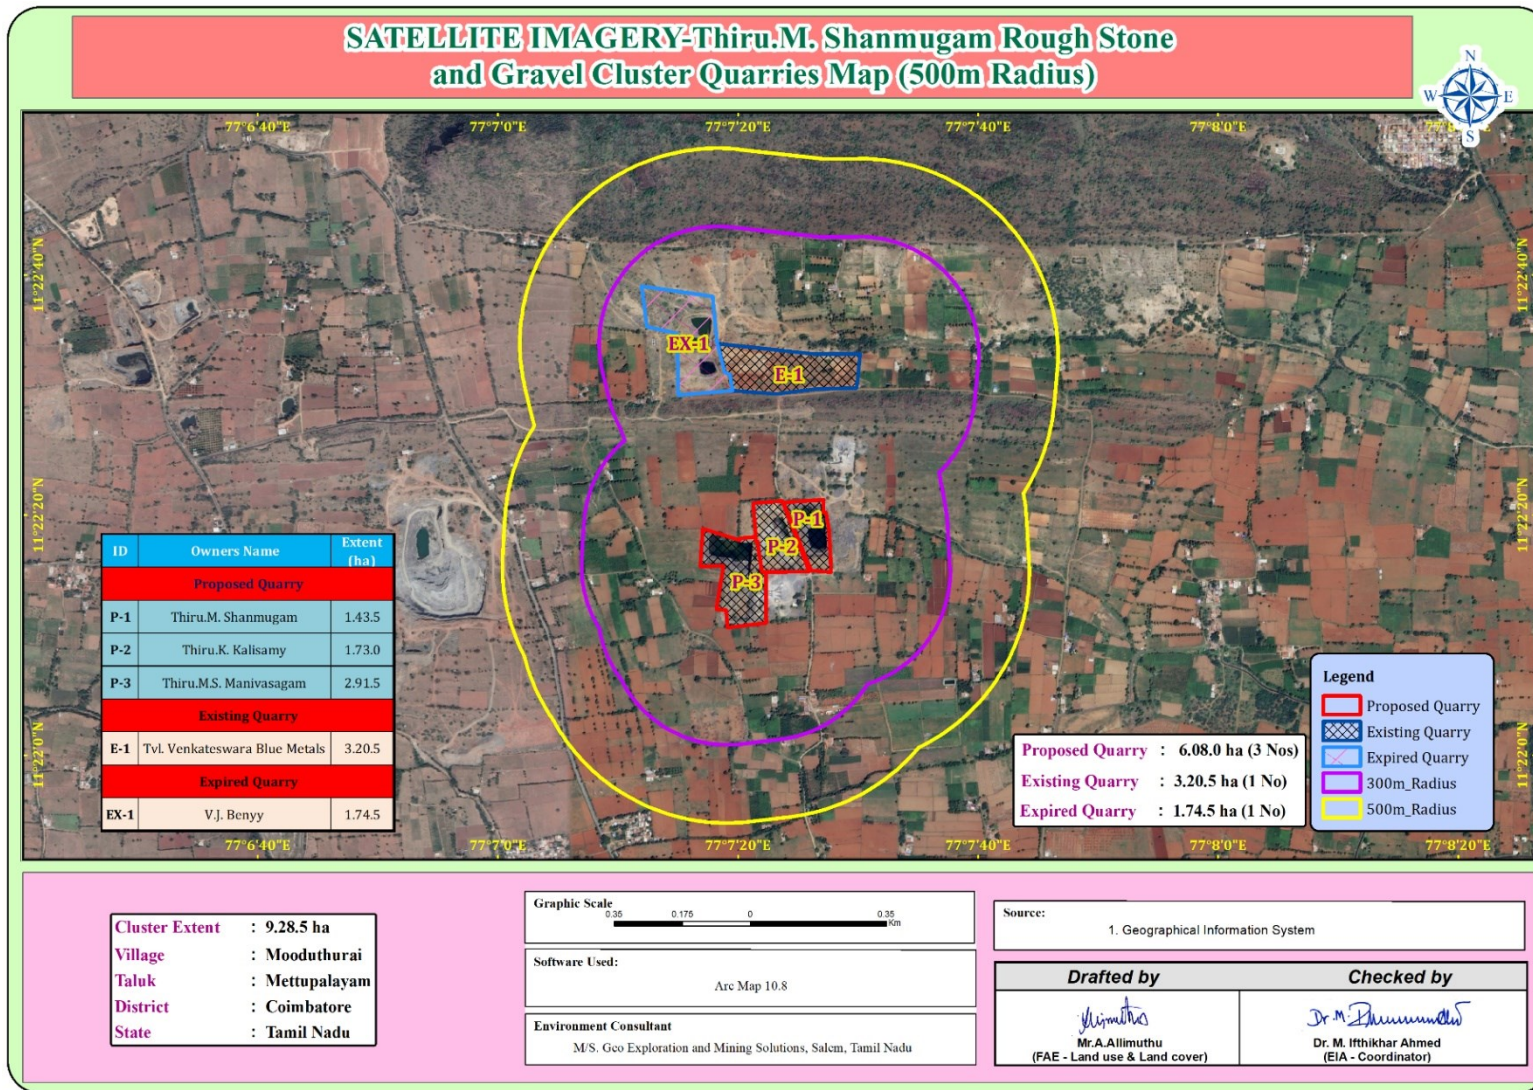 SATELLITE IMAGERY-Thiru.M. Shanmugam Rough Stone
and Gravel Cluster Quarries Map (500m Radius)
N
W E
S
77°6'40"E 77°7'0"E 77°7'20"E 77°7'40"E 77°8'0"E
11°22'40"N 11°22'40"N
EX-1
E-1
11°22'20"N 11°22'20"N
P-1
P-2
P-3
ID Owners Name Extent (ha)
Proposed Quarry
P-1 Thiru.M. Shanmugam 1.43.5
P-2 Thiru.K. Kalisamy 1.73.0
P-3 Thiru.M.S. Manivasagam 2.91.5
Existing Quarry
E-1 Tvl. Venkateswara Blue Metals 3.20.5
Expired Quarry
EX-1 V.J. Benyy 1.74.5
Legend
Proposed Quarry
Existing Quarry
Expired Quarry
300m_Radius
500m_Radius
Proposed Quarry : 6.08.0 ha (3 Nos)
Existing Quarry : 3.20.5 ha (1 No)
Expired Quarry : 1.74.5 ha (1 No)
11°22'0"N 11°22'0"N
77°6'40"E 77°7'0"E 77°7'20"E 77°7'40"E 77°8'0"E 77°8'20"E
Cluster Extent : 9.28.5 ha
Village : Mooduthurai
Taluk : Mettupalayam
District : Coimbatore
State : Tamil Nadu
Graphic Scale
0.35 0.175 0 0.35
Km
Software Used:
Arc Map 10.8
Environment Consultant
M/S. Geo Exploration and Mining Solutions, Salem, Tamil Nadu
Source:
1. Geographical Information System
Drafted by Checked by
Mr.A.Allimuthu
(FAE - Land use & Land cover)
Dr. M. Ifthikhar Ahmed
(EIA - Coordinator)